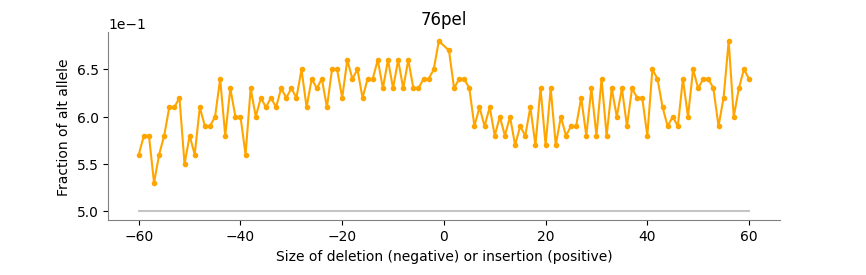 76pel
1e−1
6.5
6.0
5.5
5.0
Fraction of alt allele
−60 −40 −20 0 20 40 60
Size of deletion (negative) or insertion (positive)